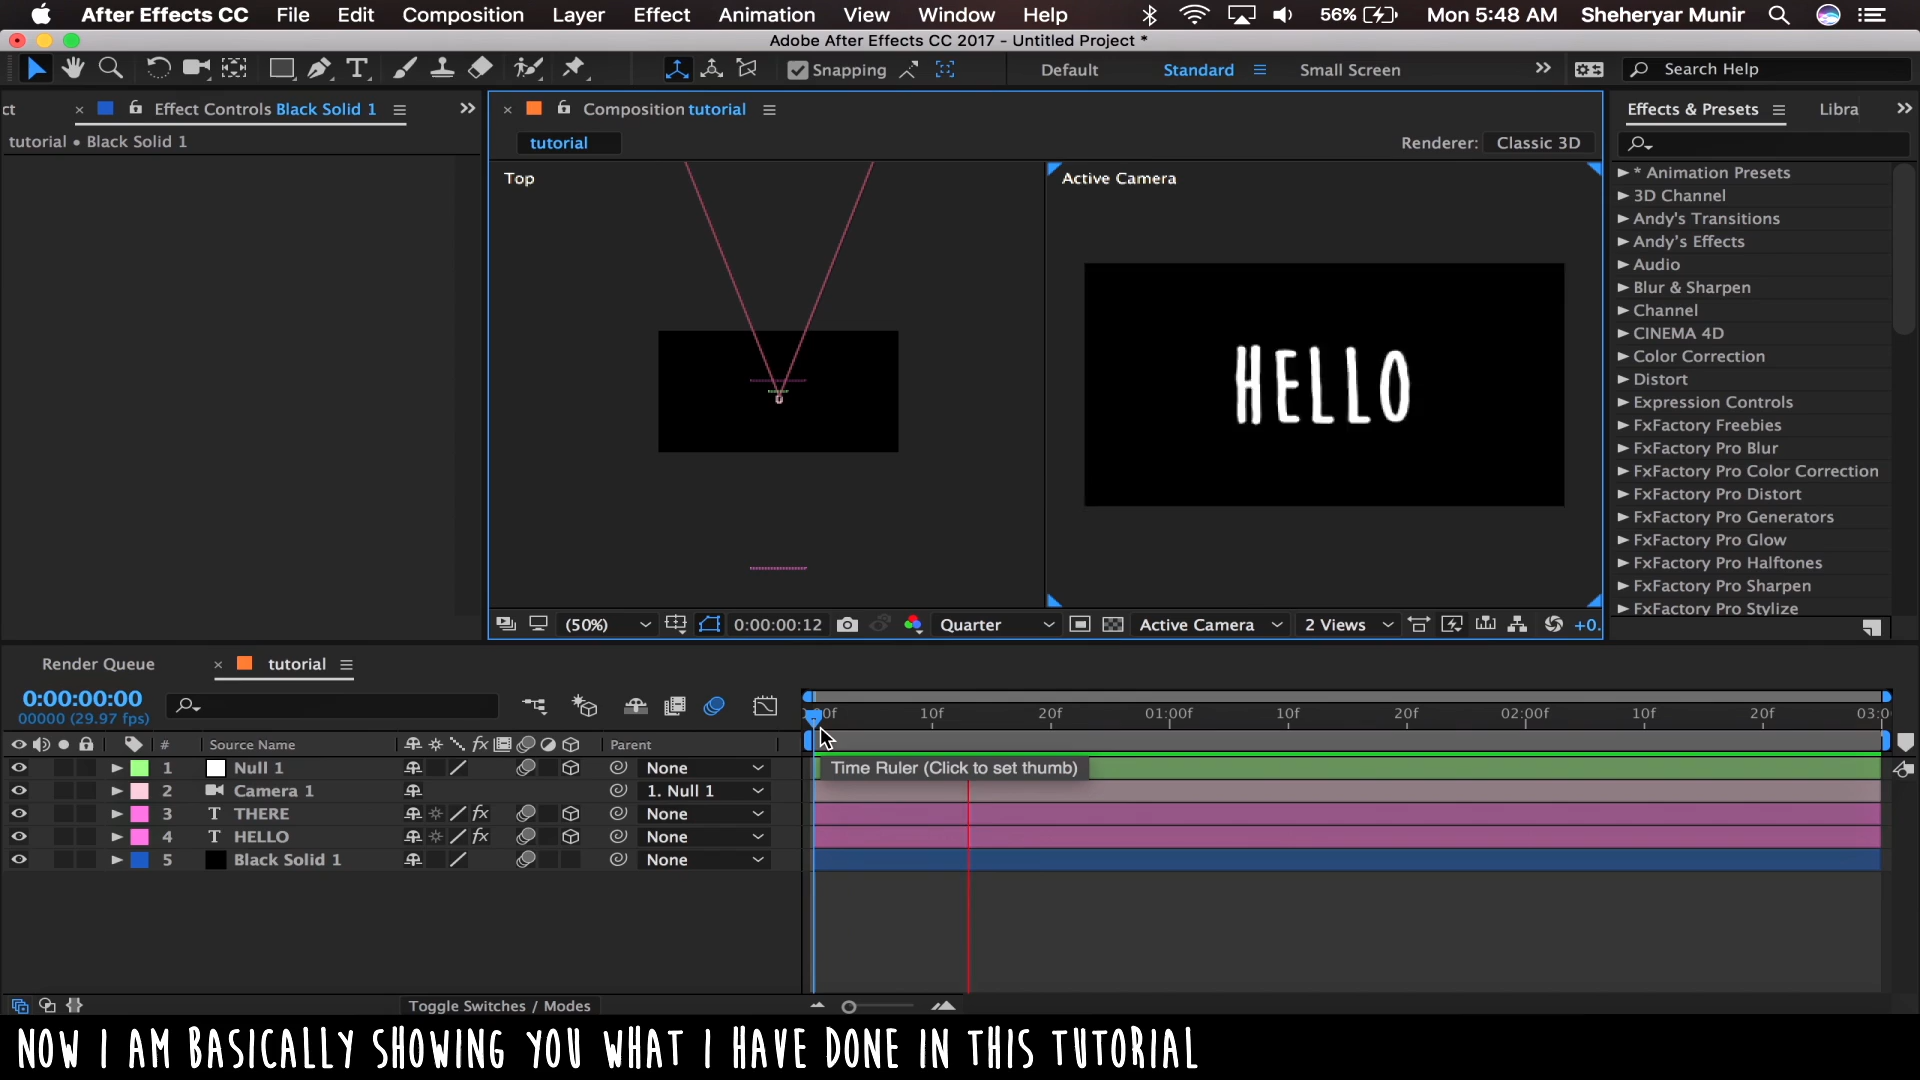 After Effects CC File Edit Composition Layer Effect Animation View Window Help 56% Mon 5:48 AM Sheheryar Munir
Adobe After Effects CC 2017 - Untitled Project *
Snapping Default Standard Small Screen Search Help
ct Effect Controls Black Solid 1
tutorial • Black Solid 1
Composition tutorial
tutorial
Renderer: Classic 3D
Top
Active Camera
HELLO
(50%) 0:00:00:12 Quarter Active Camera 2 Views +0.
Effects & Presets Libra
* Animation Presets
3D Channel
Andy's Transitions
Andy's Effects
Audio
Blur & Sharpen
Channel
CINEMA 4D
Color Correction
Distort
Expression Controls
FxFactory Freebies
FxFactory Pro Blur
FxFactory Pro Color Correction
FxFactory Pro Distort
FxFactory Pro Generators
FxFactory Pro Glow
FxFactory Pro Halftones
FxFactory Pro Sharpen
FxFactory Pro Stylize
Render Queue tutorial
0:00:00:00
00000 (29.97 fps)
:00f 10f 20f 01:00f 10f 20f 02:00f 10f 20f 03:0
# Source Name fx Parent
1 Null 1 None
Time Ruler (Click to set thumb)
2 Camera 1 1. Null 1
3 T THERE fx None
4 T HELLO fx None
5 Black Solid 1 None
Toggle Switches / Modes
NOW I AM BASICALLY SHOWING YOU WHAT I HAVE DONE IN THIS TUTORIAL